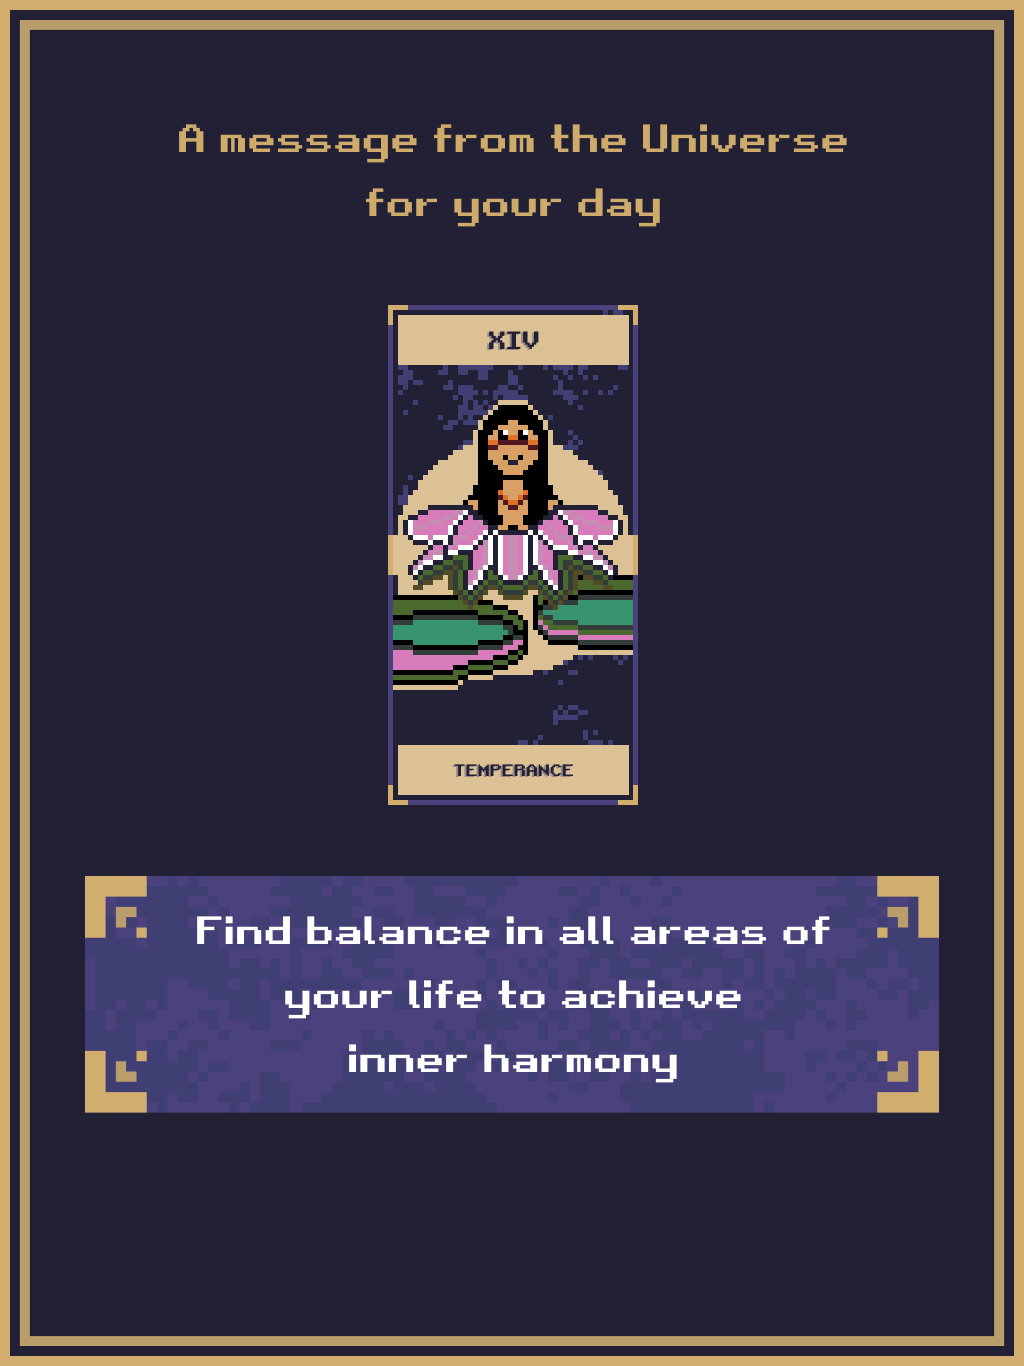 A message from the Universe
for your day
XIV
TEMPERANCE
Find balance in all areas of
your life to achieve
inner harmony